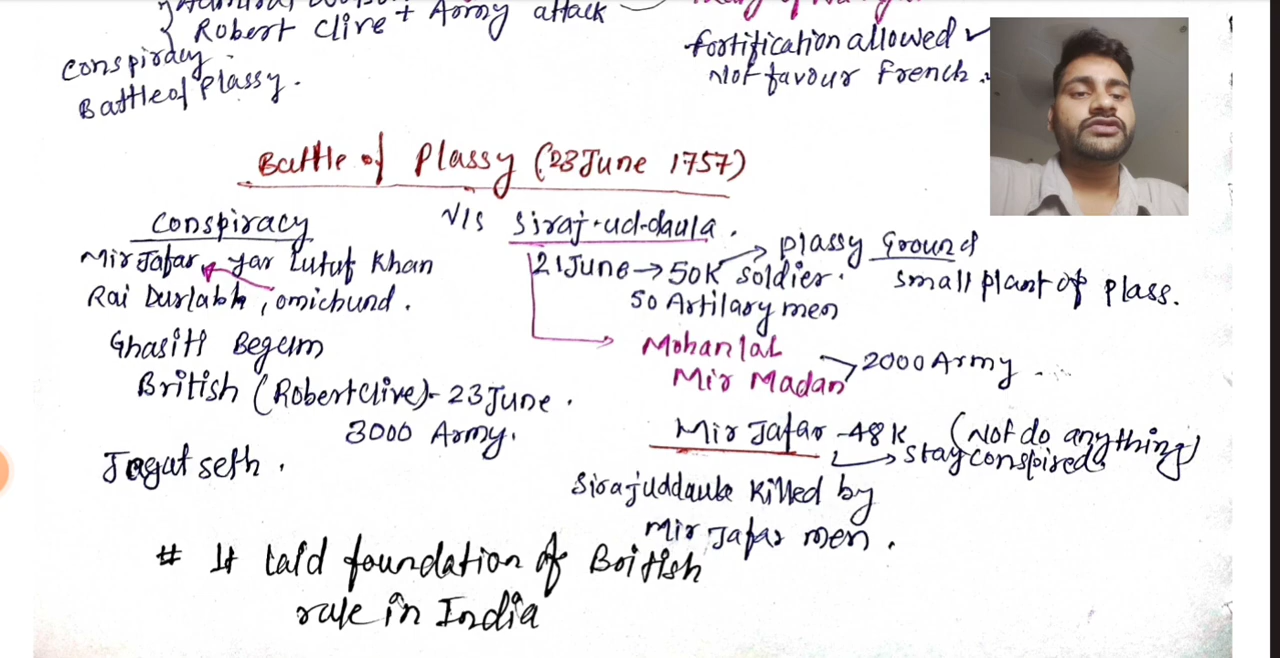 Robert Clive + Army attack
Conspiracy
Battle of Plassy.
fortification allowed ✓
Not favour French.
Battle of Plassy (23 June 1757)
Conspiracy V/S Siraj-ud-daula.
Mir Jafar, Yar Lutuf Khan
Rai Durlabh, omichund.
Ghasiti Begum
British (Robert Clive)- 23 June.
3000 Army.
Jagat seth.
21 June → 50K soldier.
→ Plassy Ground
small plant of plass.
50 Artilary men
Mohanlal
Mir Madan
2000 Army
Mir Jafar - 48K (Not do anything)
→ stay conspired
Sirajuddaula Killed by
Mir Jafar men.
# It laid foundation of British
rule in India